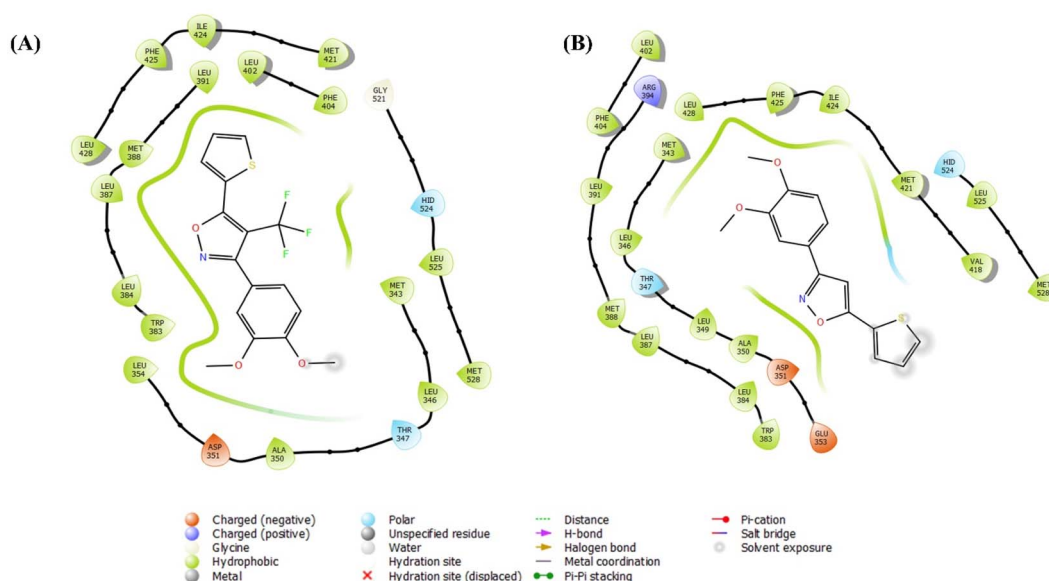 (A)
ILE
424
PHE
425
MET
421
LEU
402
LEU
391
PHE
404
GLY
521
LEU
428
MET
388
LEU
387
S
F
F
F
O
N
HID
524
LEU
525
MET
343
LEU
384
TRP
383
LEU
354
O
O
MET
528
LEU
346
THR
347
ASP
351
ALA
350
(B)
LEU
402
ARG
394
PHE
404
LEU
428
PHE
425
ILE
424
MET
343
HID
524
LEU
391
MET
421
LEU
525
O
O
LEU
346
VAL
418
THR
347
MET
528
N
O
S
MET
388
LEU
349
LEU
387
ALA
350
ASP
351
LEU
384
TRP
383
GLU
353
Charged (negative)
Charged (positive)
Glycine
Hydrophobic
Metal
Polar
Unspecified residue
Water
Hydration site
Hydration site (displaced)
Distance
H-bond
Halogen bond
Metal coordination
Pi-Pi stacking
Pi-cation
Salt bridge
Solvent exposure